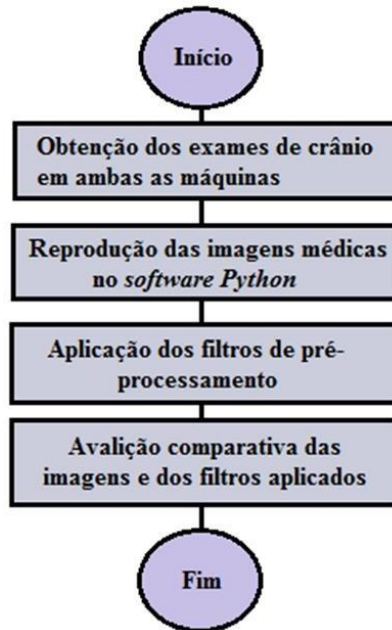 Início
Obtenção dos exames de crânio
em ambas as máquinas
Reprodução das imagens médicas
no software Python
Aplicação dos filtros de pré-
processamento
Avalição comparativa das
imagens e dos filtros aplicados
Fim